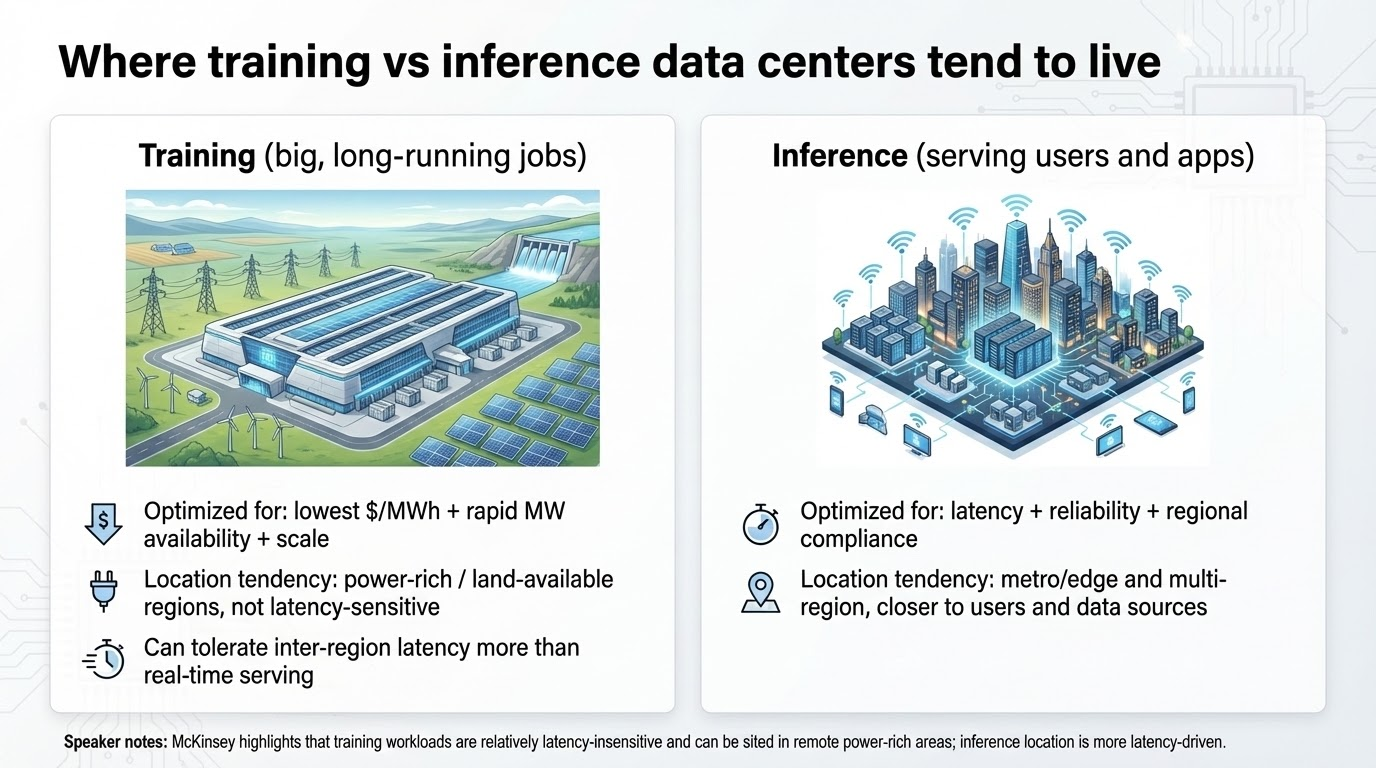 Where training vs inference data centers tend to live
Training (big, long-running jobs)
$
Optimized for: lowest $/MWh + rapid MW
availability + scale
Location tendency: power-rich / land-available
regions, not latency-sensitive
Can tolerate inter-region latency more than
real-time serving
Inference (serving users and apps)
Optimized for: latency + reliability + regional
compliance
Location tendency: metro/edge and multi-
region, closer to users and data sources
Speaker notes: McKinsey highlights that training workloads are relatively latency-insensitive and can be sited in remote power-rich areas; inference location is more latency-driven.